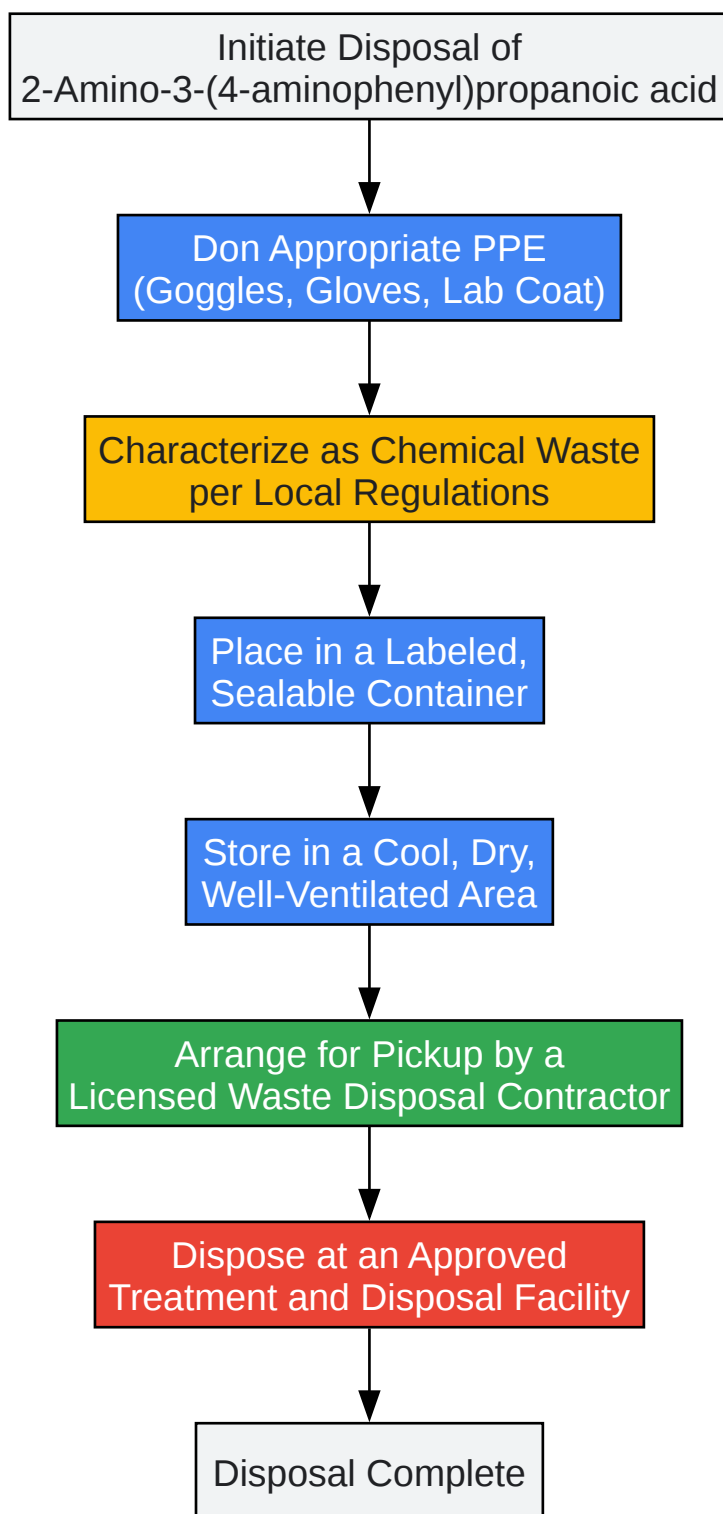 Initiate Disposal of
2-Amino-3-(4-aminophenyl)propanoic acid
Don Appropriate PPE
(Goggles, Gloves, Lab Coat)
Characterize as Chemical Waste
per Local Regulations
Place in a Labeled,
Sealable Container
Store in a Cool, Dry,
Well-Ventilated Area
Arrange for Pickup by a
Licensed Waste Disposal Contractor
Dispose at an Approved
Treatment and Disposal Facility
Disposal Complete